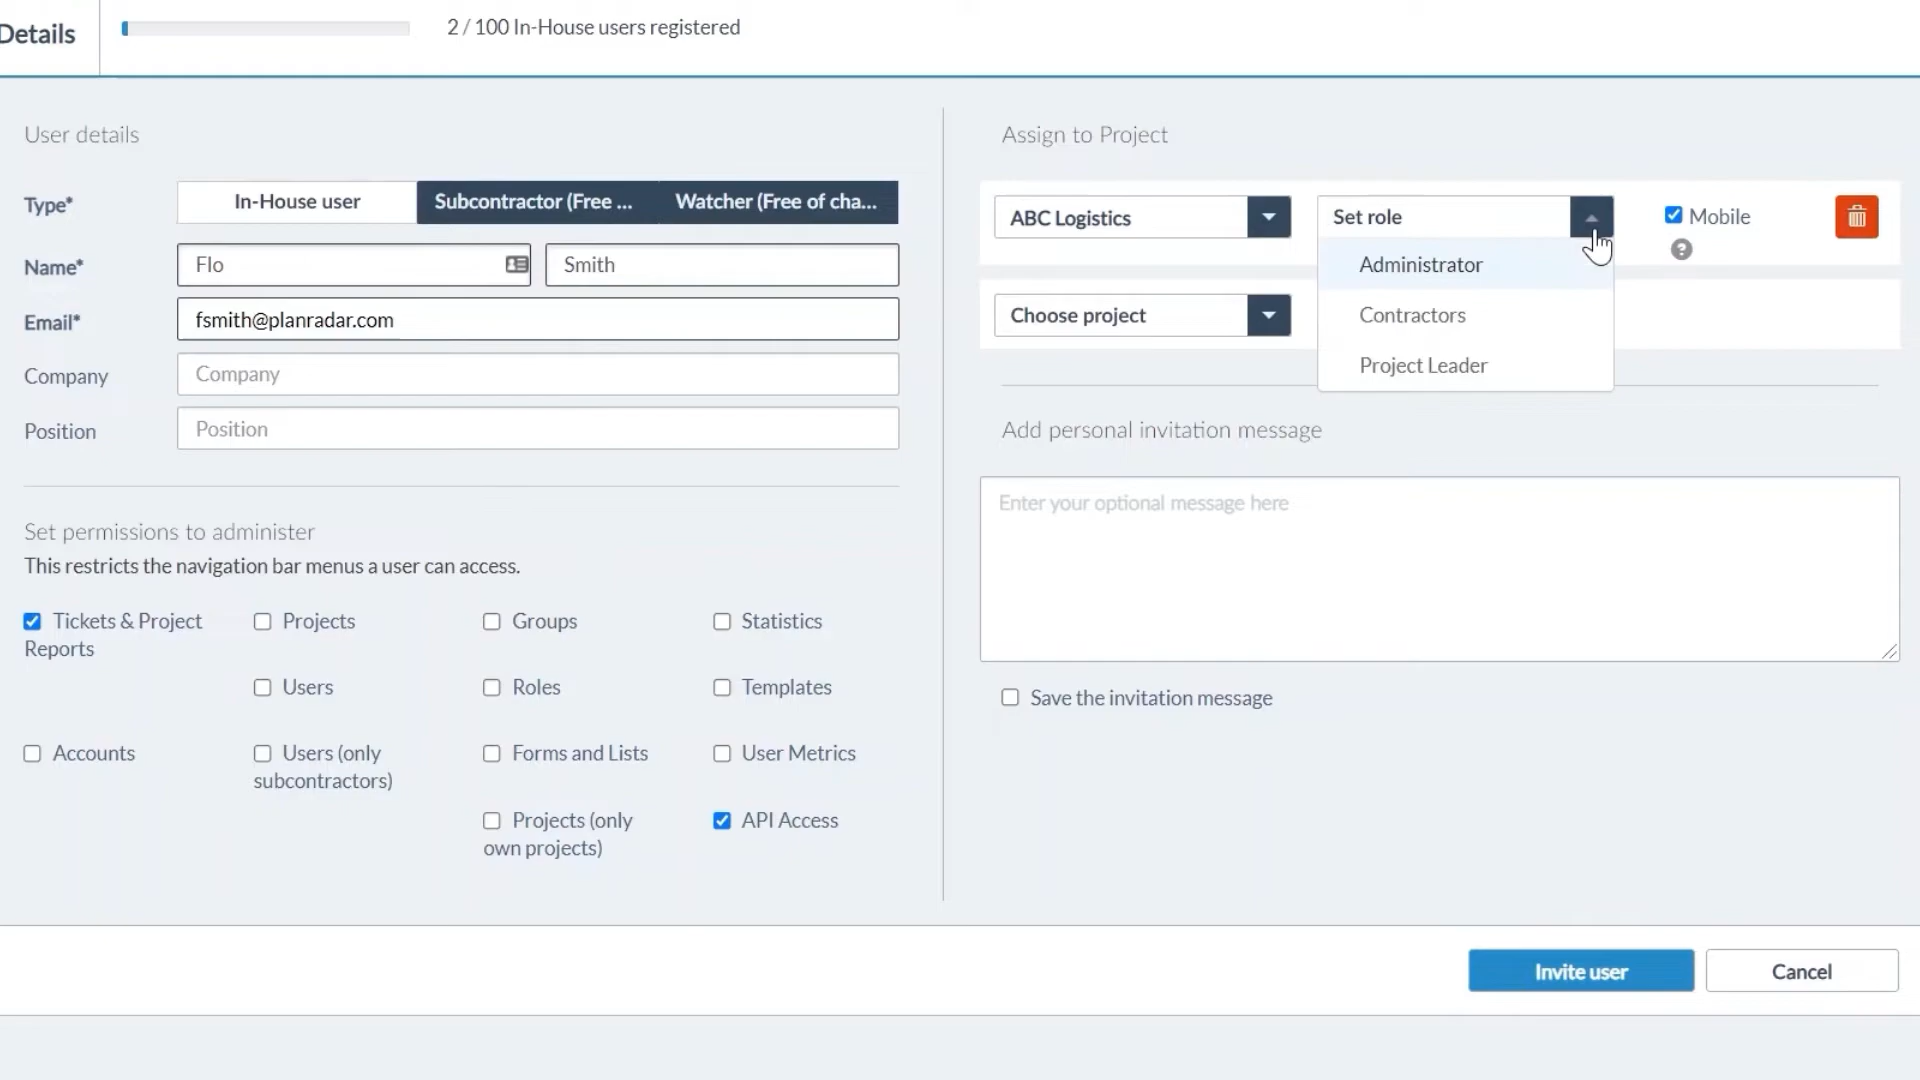 Details
2 / 100 In-House users registered
User details
Type*
In-House user
Subcontractor (Free ...
Watcher (Free of cha...
Name*
Flo
Smith
Email*
fsmith@planradar.com
Company
Company
Position
Position
Set permissions to administer
This restricts the navigation bar menus a user can access.
Tickets & Project
Reports
Projects
Groups
Statistics
Users
Roles
Templates
Accounts
Users (only
subcontractors)
Forms and Lists
User Metrics
Projects (only
own projects)
API Access
Assign to Project
ABC Logistics
Set role
Mobile
?
Administrator
Contractors
Project Leader
Choose project
Add personal invitation message
Enter your optional message here
Save the invitation message
Invite user
Cancel